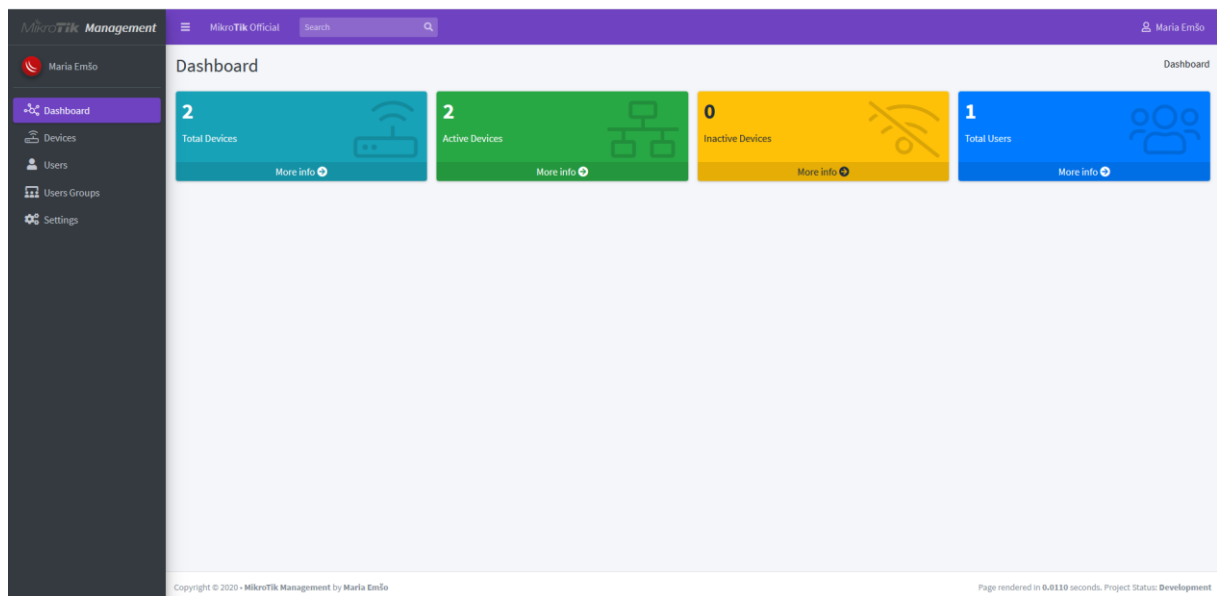 MikroTik Management
MikroTik Official
Search
Maria Emšo
Maria Emšo
Dashboard
Devices
Users
Users Groups
Settings
Dashboard
Dashboard
2
Total Devices
More info
2
Active Devices
More info
0
Inactive Devices
More info
1
Total Users
More info
Copyright © 2020 - MikroTik Management by Maria Emšo
Page rendered in 0.0110 seconds. Project Status: Development